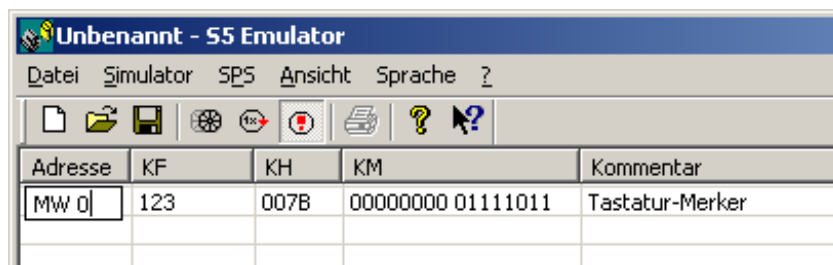 Unbenannt - S5 Emulator
Datei Simulator SPS Ansicht Sprache ?
1x ? ?
Adresse KF KH KM Kommentar
MW 0 123 007B 00000000 01111011 Tastatur-Merker